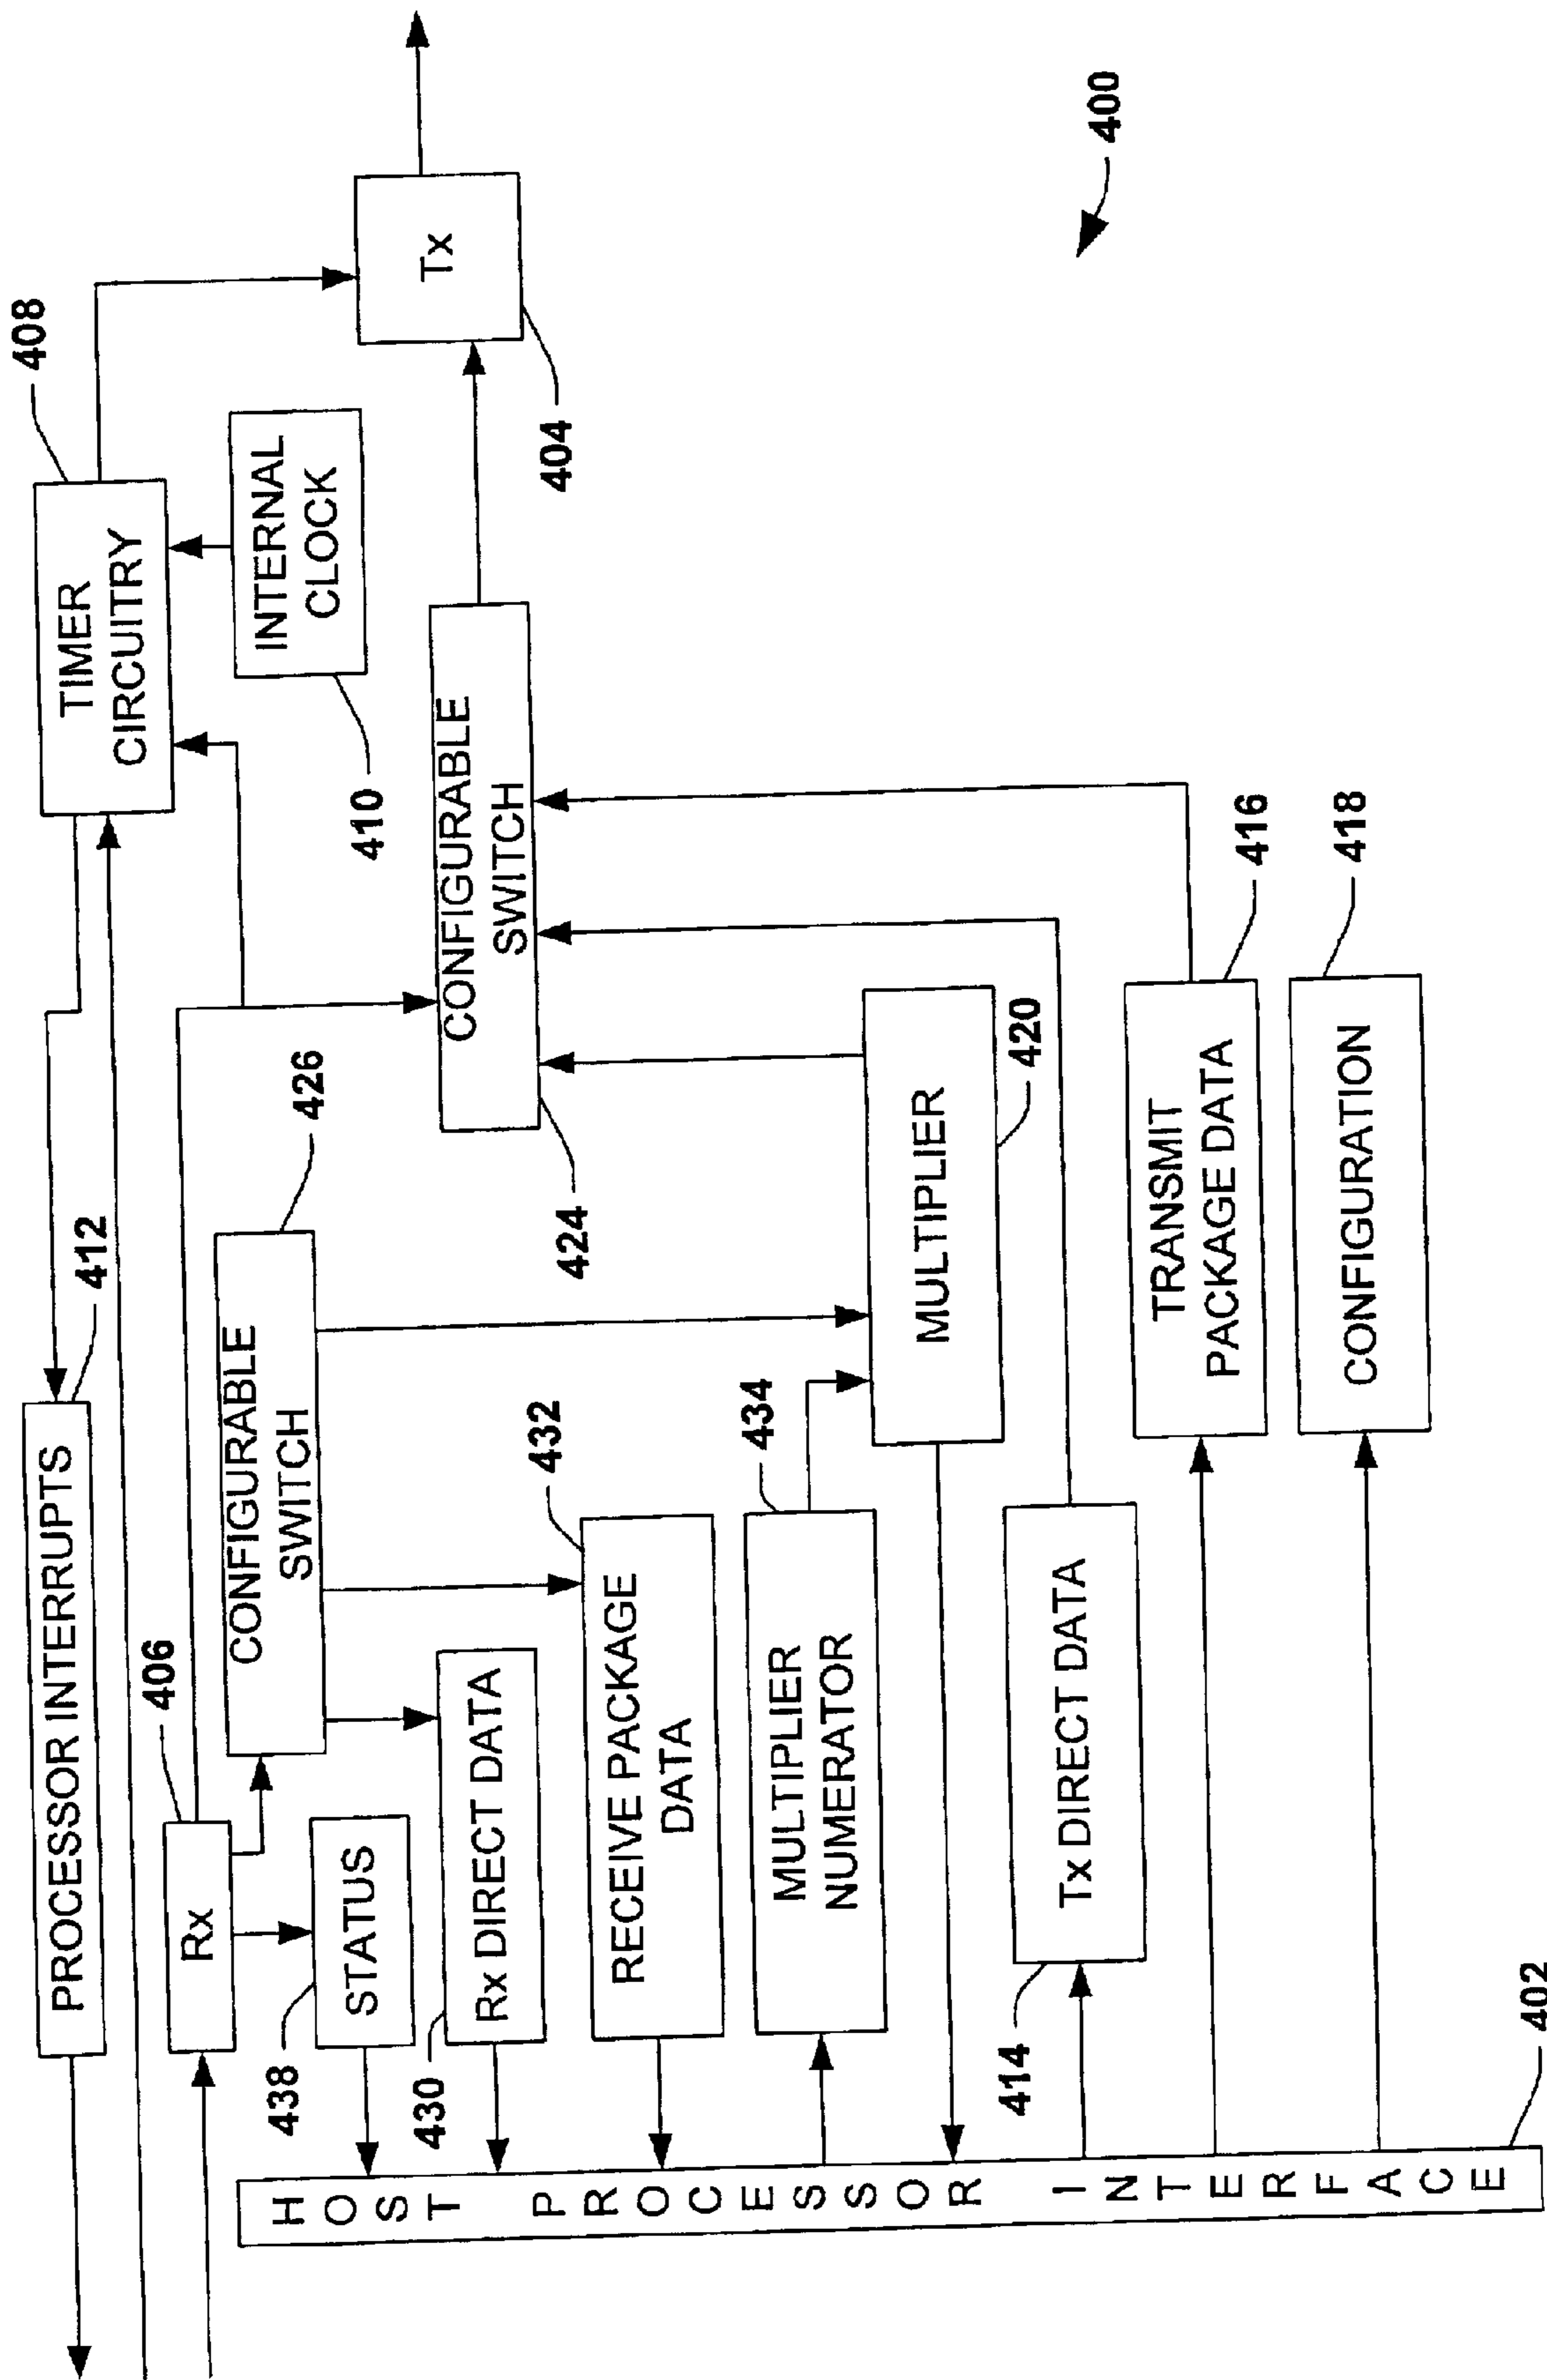 PROCESSOR INTERRUPTS
412
TIMER
CIRCUITRY
408
Rx
406
INTERNAL
CLOCK
410
CONFIGURABLE
SWITCH
426
Tx
404
STATUS
438
CONFIGURABLE
SWITCH
424
Rx DIRECT DATA
430
RECEIVE PACKAGE
DATA
432
MULTIPLIER
NUMERATOR
434
MULTIPLIER
420
Tx DIRECT DATA
414
TRANSMIT
PACKAGE DATA
416
CONFIGURATION
418
HOST PROCESSOR INTERFACE
402
400